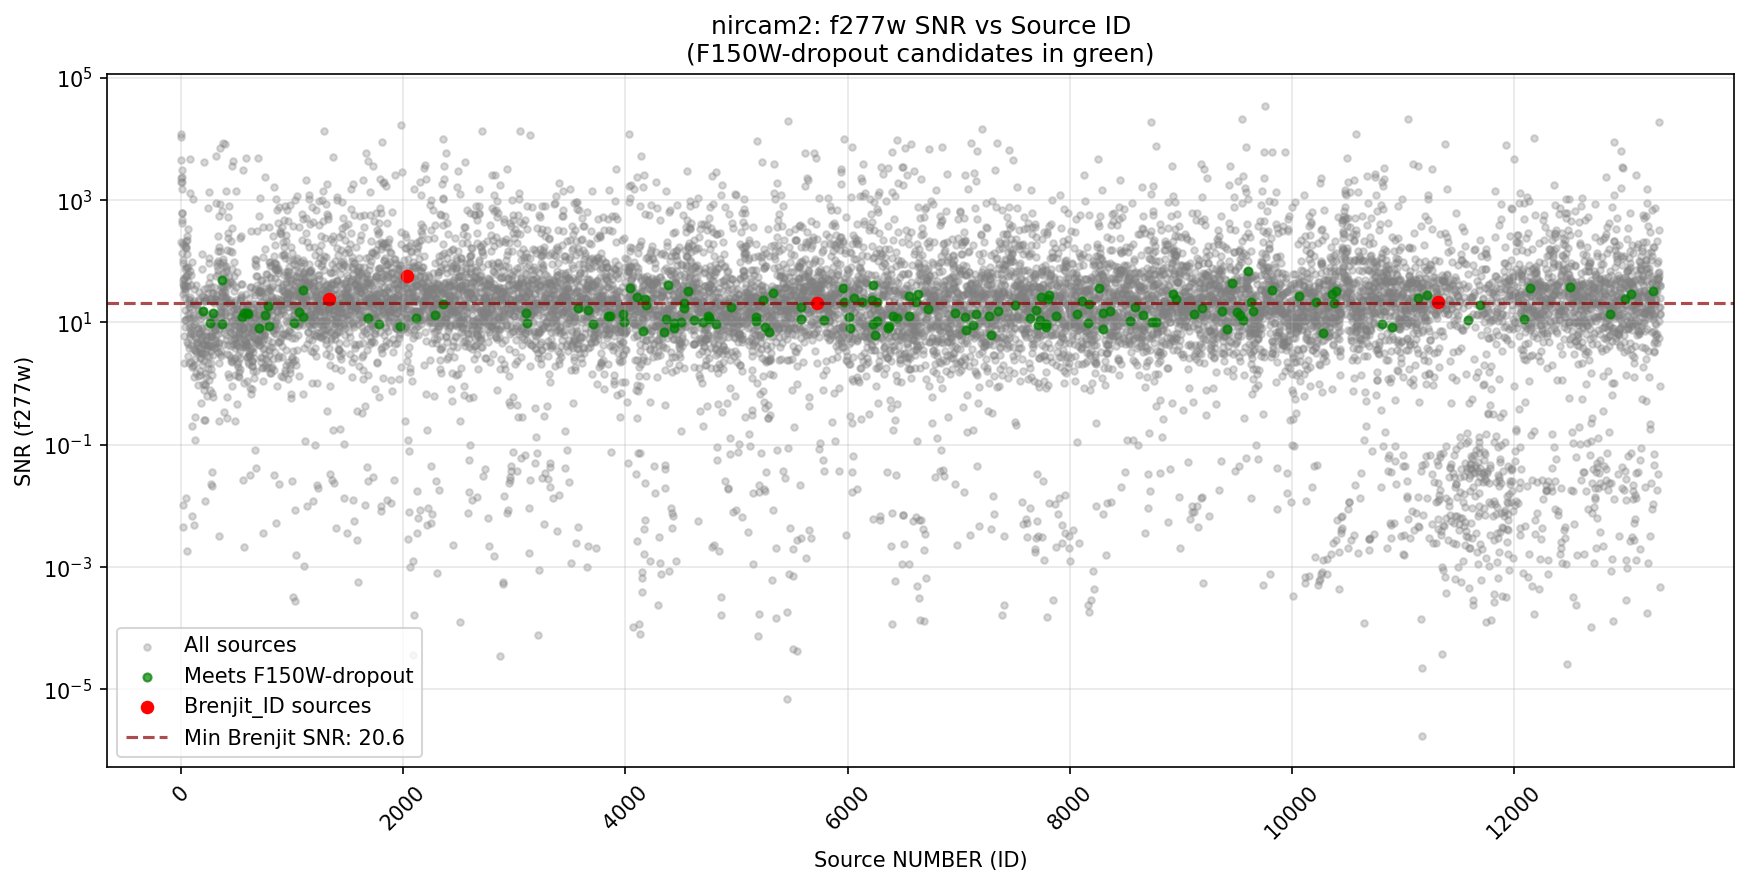 nircam2: f277w SNR vs Source ID
(F150W-dropout candidates in green)
SNR (f277w)
10^5
10^3
10^1
10^-1
10^-3
10^-5
All sources
Meets F150W-dropout
Brenjit_ID sources
Min Brenjit SNR: 20.6
0
2000
4000
6000
8000
10000
12000
Source NUMBER (ID)